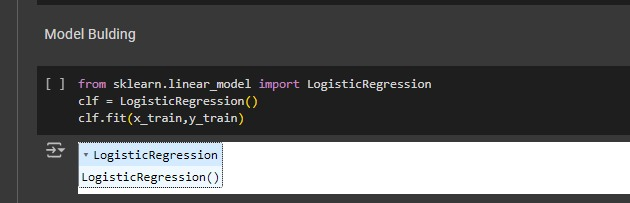 Model Bulding
[ ] from sklearn.linear_model import LogisticRegression
clf = LogisticRegression()
clf.fit(x_train,y_train)
▾ LogisticRegression
LogisticRegression()